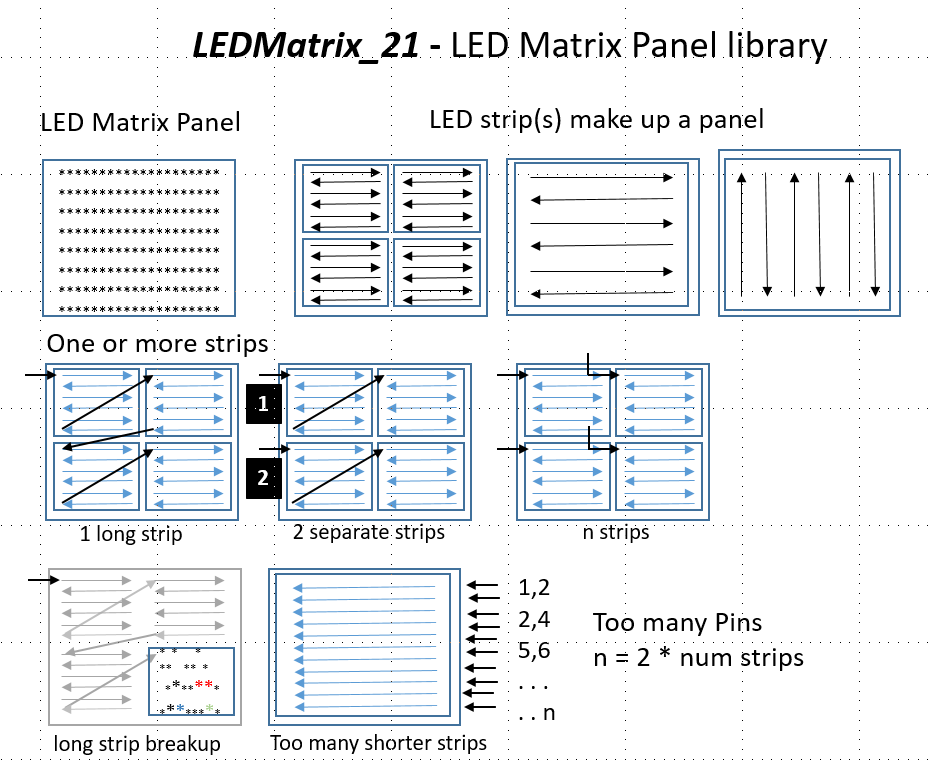 LEDMatrix_21 - LED Matrix Panel library
LED Matrix Panel
LED strip(s) make up a panel
********************
********************
********************
********************
********************
********************
********************
********************
One or more strips
1
2
1 long strip
2 separate strips
n strips
* * *
** ** *
********
*********
1,2
2,4
5,6
. . .
. . n
Too many Pins
n = 2 * num strips
long strip breakup
Too many shorter strips